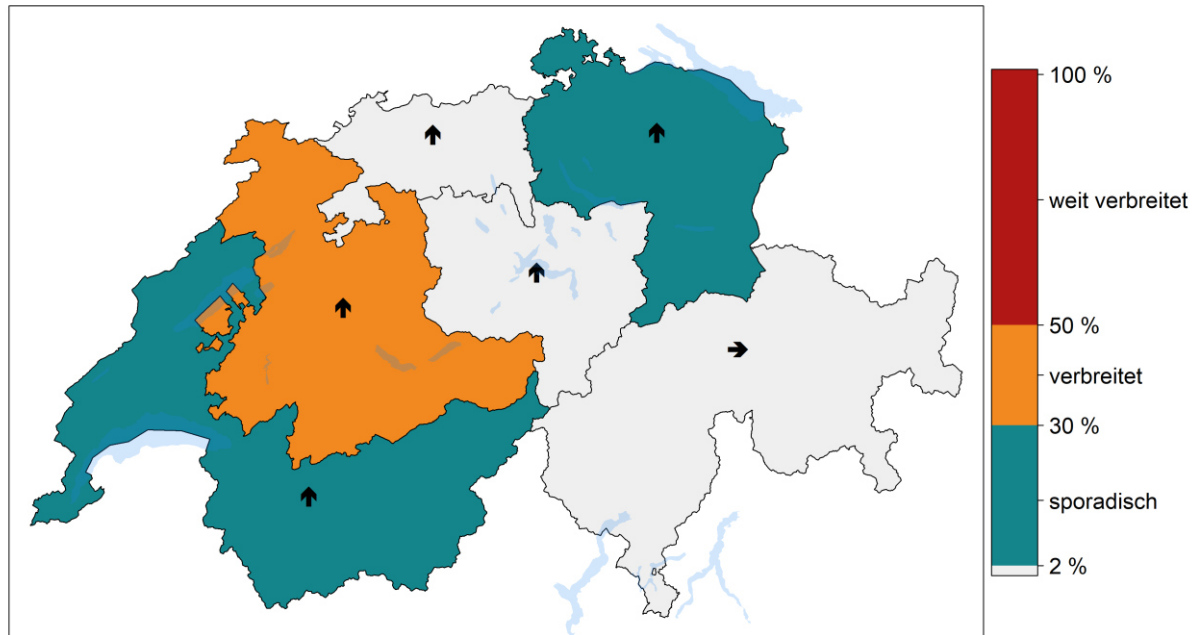 100 %
weit verbreitet
50 %
verbreitet
30 %
sporadisch
2 %